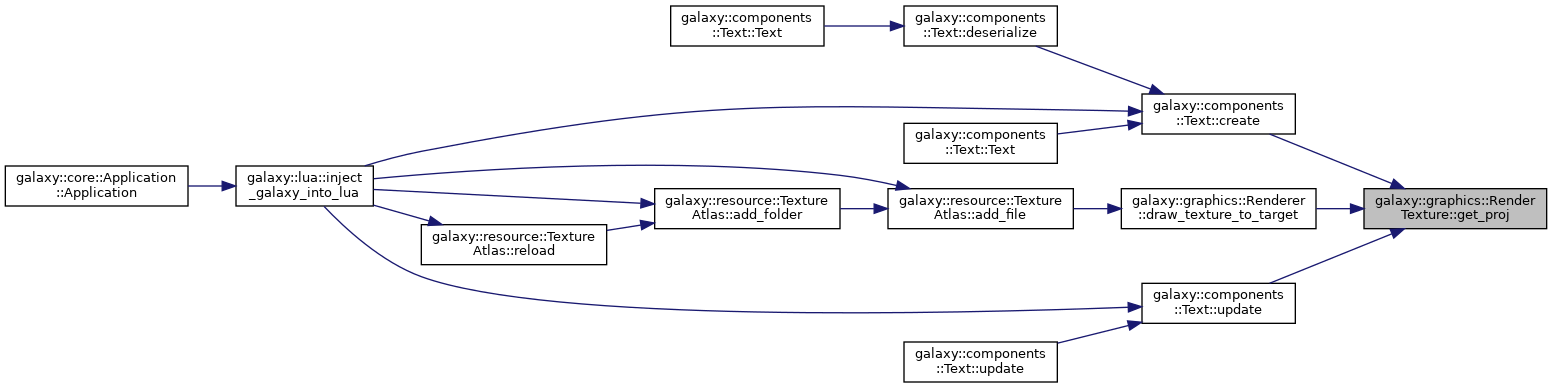 galaxy::components
::Text::Text
galaxy::components
::Text::deserialize
galaxy::components
::Text::create
galaxy::components
::Text::Text
galaxy::core::Application
::Application
galaxy::lua::inject
_galaxy_into_lua
galaxy::resource::Texture
Atlas::add_folder
galaxy::resource::Texture
Atlas::add_file
galaxy::graphics::Renderer
::draw_texture_to_target
galaxy::graphics::Render
Texture::get_proj
galaxy::resource::Texture
Atlas::reload
galaxy::components
::Text::update
galaxy::components
::Text::update